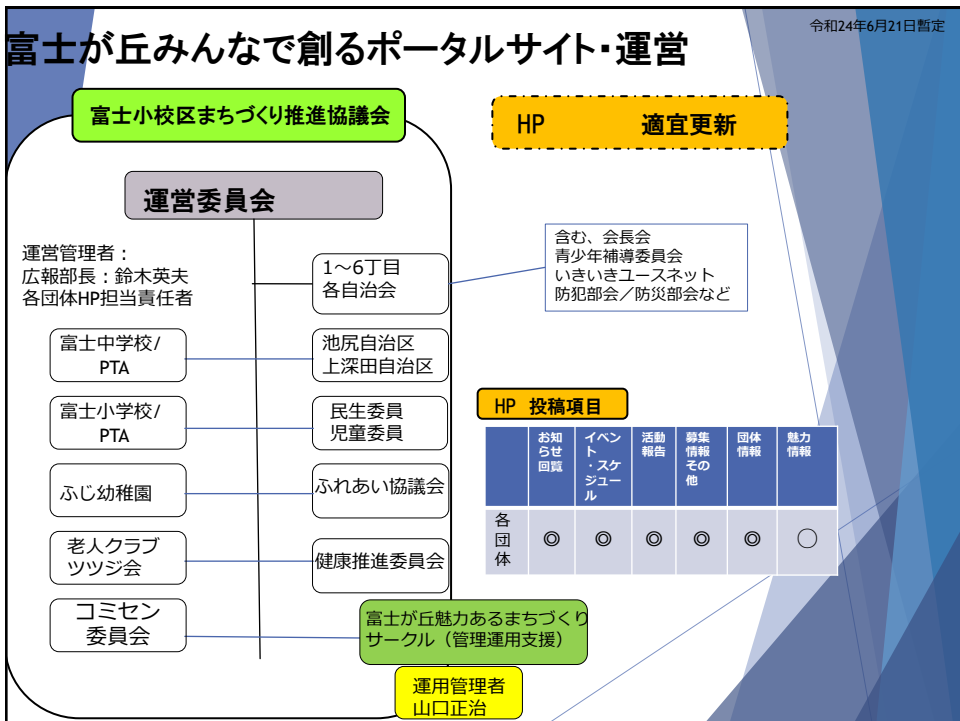 令和24年6月21日暫定
富士が丘みんなで創るポータルサイト・運営
富士小校区まちづくり推進協議会
HP 適宜更新
運営委員会
運営管理者：
広報部長：鈴木英夫
各団体HP担当責任者
1～6丁目
各自治会
含む、会長会
青少年補導委員会
いきいきユースネット
防犯部会／防災部会など
富士中学校/
PTA
池尻自治区
上深田自治区
富士小学校/
PTA
民生委員
児童委員
ふじ幼稚園
ふれあい協議会
老人クラブ
ツツジ会
健康推進委員会
コミセン
委員会
富士が丘魅力あるまちづくり
サークル（管理運用支援）
運用管理者
山口正治
HP 投稿項目
お知
らせ
回覧
イベン
ト
・スケ
ジュー
ル
活動
報告
募集
情報
その
他
団体
情報
魅力
情報
各
団
体
◎ ◎ ◎ ◎ ◎ ○